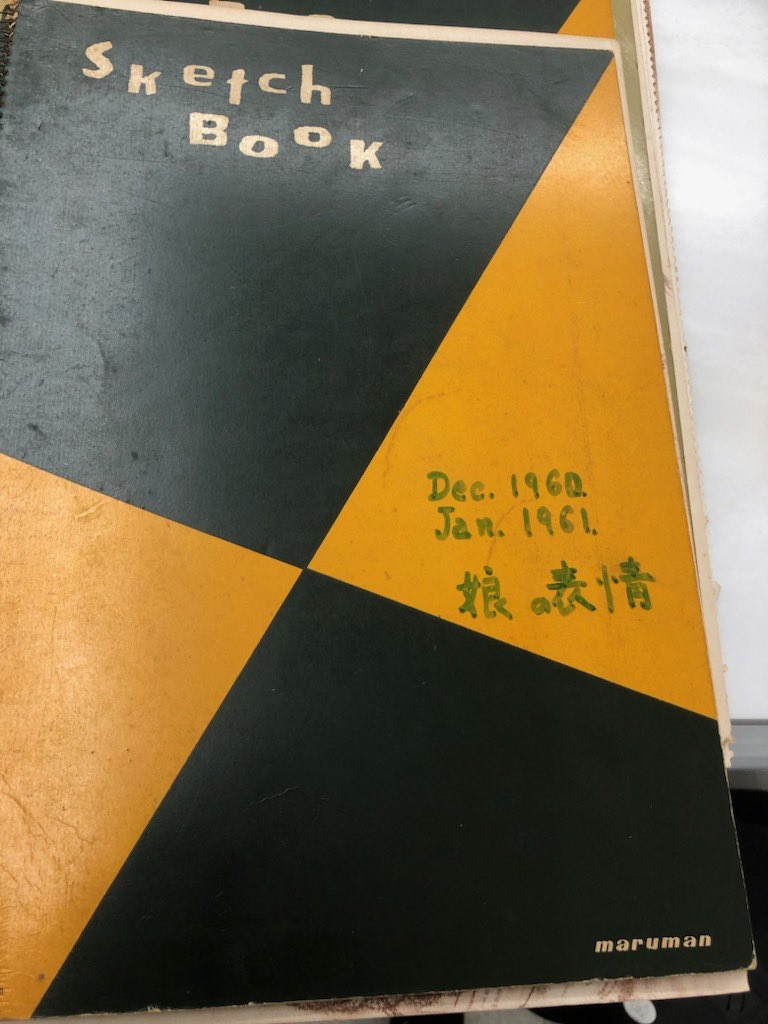 Sketch
Book
Dec. 1960.
Jan. 1961.
娘の表情
maruman